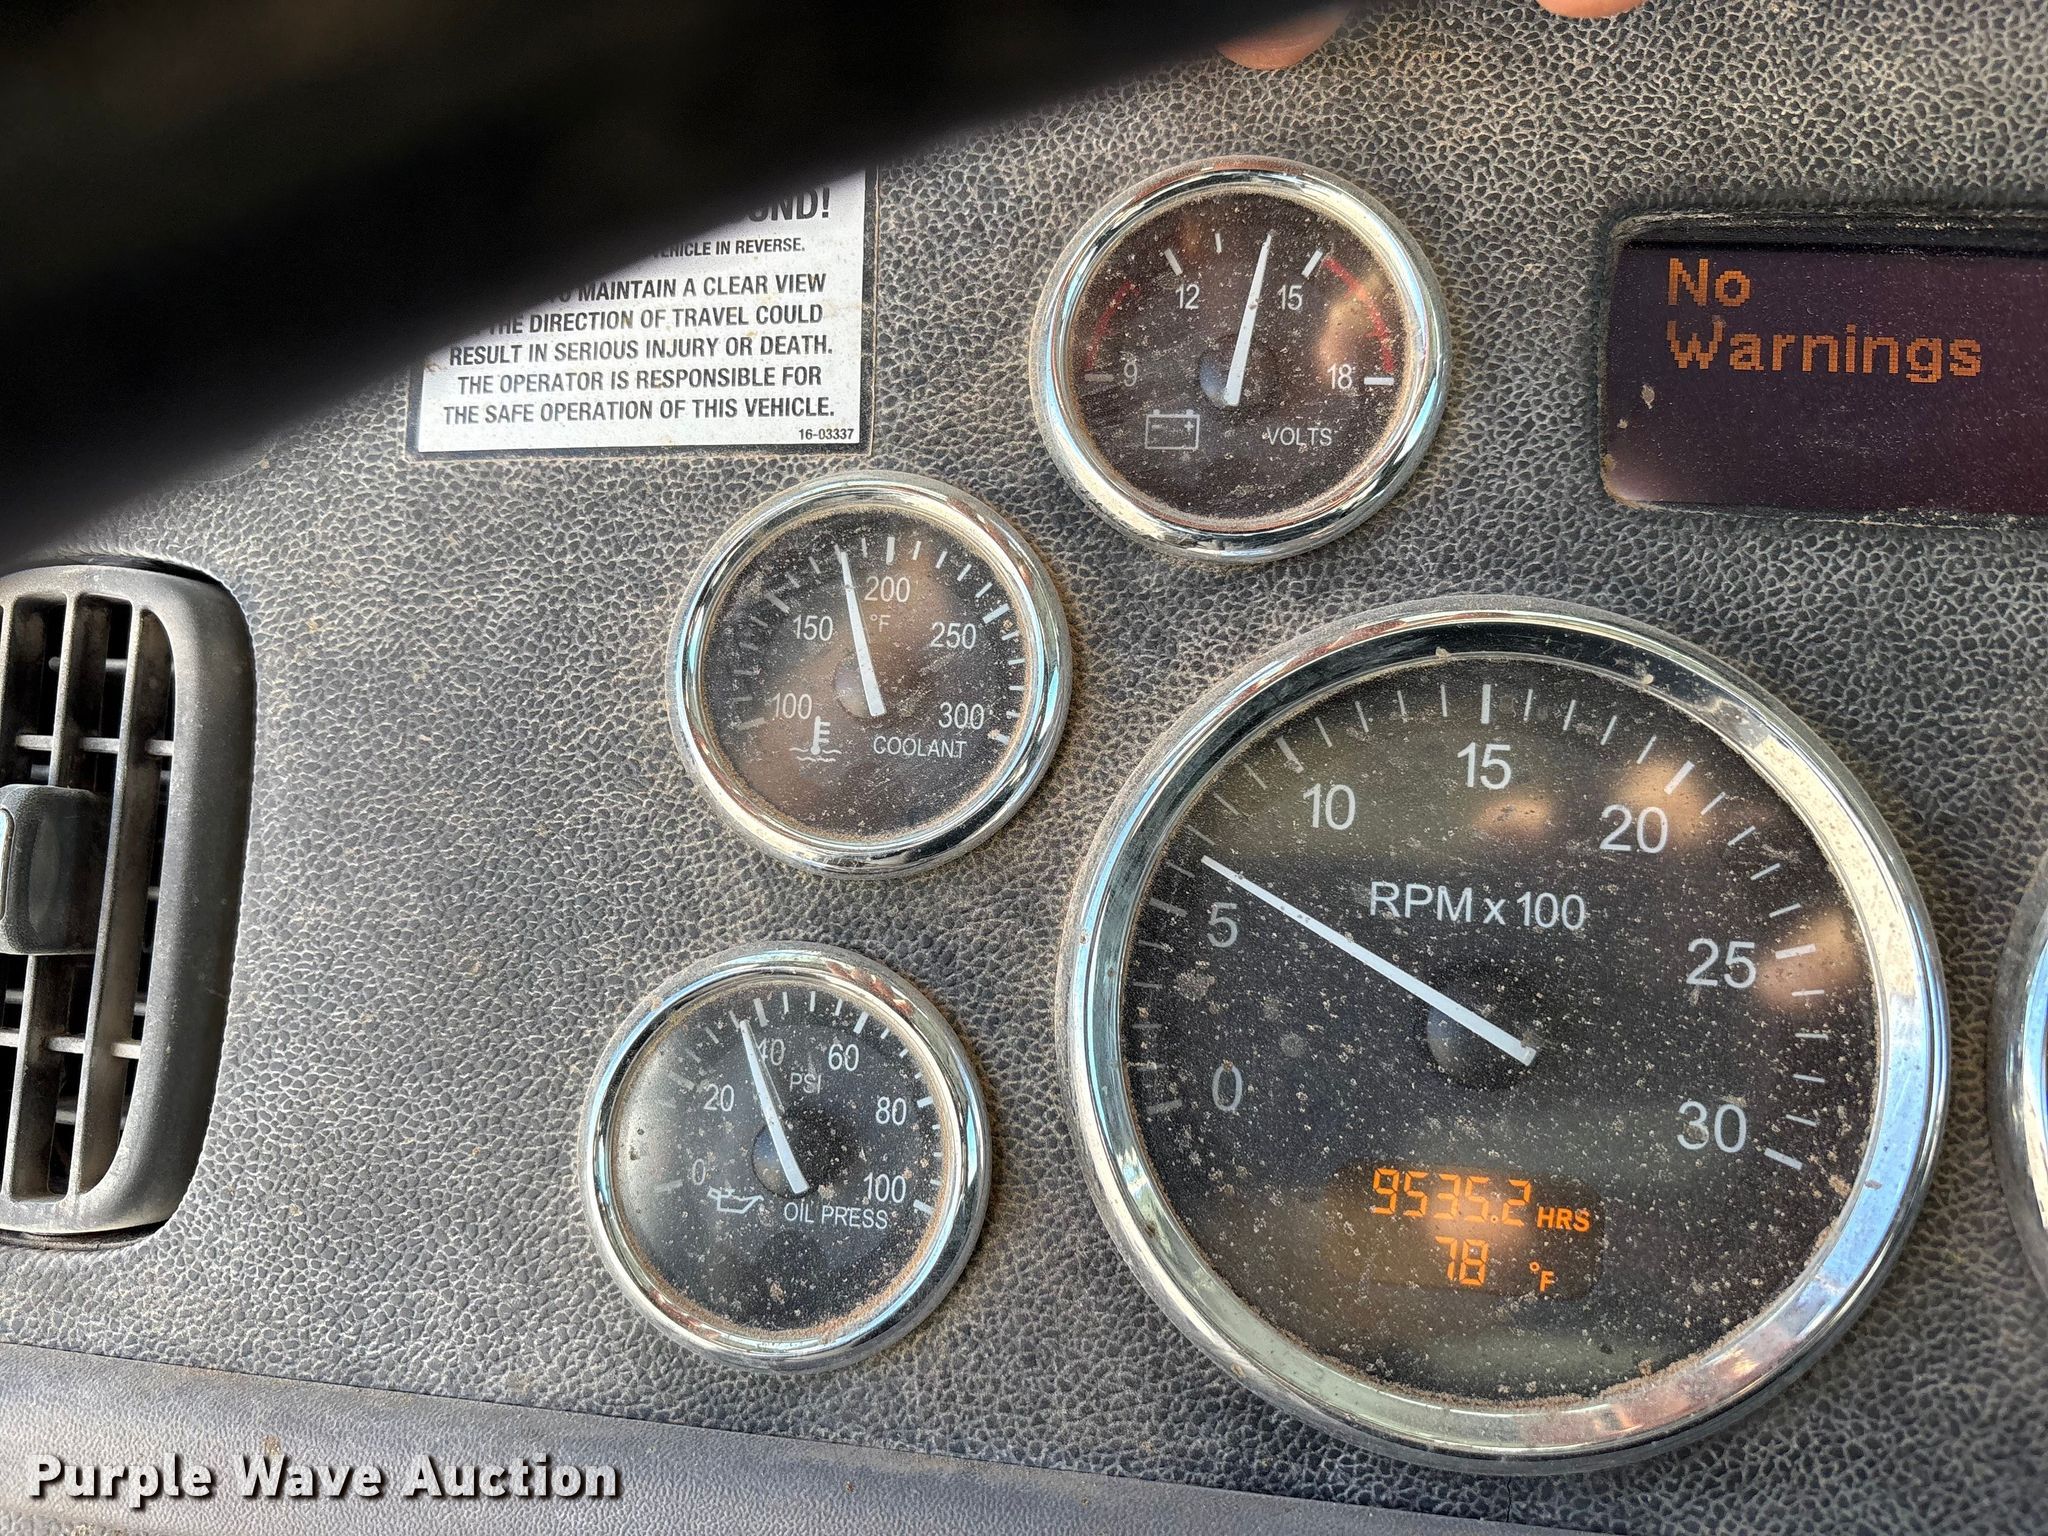 OUND!
VEHICLE IN REVERSE.
TO MAINTAIN A CLEAR VIEW
THE DIRECTION OF TRAVEL COULD
RESULT IN SERIOUS INJURY OR DEATH.
THE OPERATOR IS RESPONSIBLE FOR
THE SAFE OPERATION OF THIS VEHICLE.
16-03337
12 15
9 18
VOLTS
No
Warnings
200
°F
150 250
100 300
COOLANT
15
10 20
RPM x 100
5 25
0 30
9535.2 HRS
78 °F
40 60
PSI
20 80
0 100
OIL PRESS
Purple Wave Auction